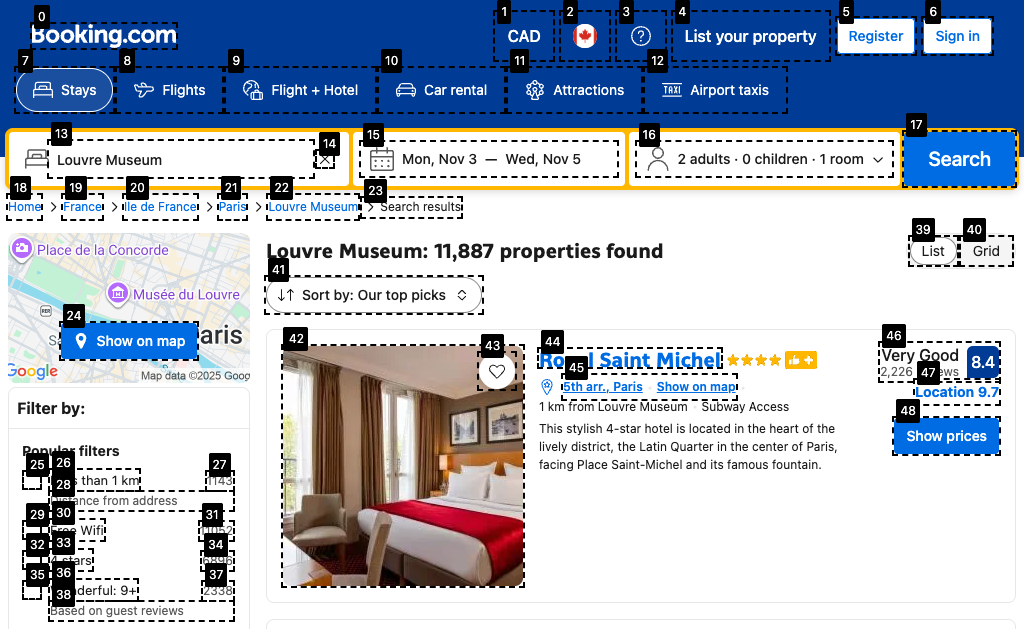 0
1
2
3
4
5
6
Booking.com
CAD
List your property
Register
Sign in
7
8
9
10
11
12
Stays
Flights
Flight + Hotel
Car rental
Attractions
TAXI
Airport taxis
13
14
15
16
17
Louvre Museum
Mon, Nov 3 — Wed, Nov 5
2 adults · 0 children · 1 room
Search
18
19
20
21
22
23
Home
France
Ile de France
Paris
Louvre Museum
Search results
Place de la Concorde
Musée du Louvre
RER
24
Show on map
aris
Google
Map data ©2025 Goog
Louvre Museum: 11,887 properties found
39
40
List
Grid
41
Sort by: Our top picks
Filter by:
Popular filters
25
26
27
s than 1 km
1143
28
Distance from address
29
30
31
Free Wifi
32
33
34
4 stars
6896
35
36
37
nderful: 9+
2338
38
Based on guest reviews
42
43
44
Royal Saint Michel
45
5th arr., Paris
Show on map
1 km from Louvre Museum
Subway Access
This stylish 4-star hotel is located in the heart of the
lively district, the Latin Quarter in the center of Paris,
facing Place Saint-Michel and its famous fountain.
46
Very Good
8.4
2,226
47
Location 9.7
48
Show prices